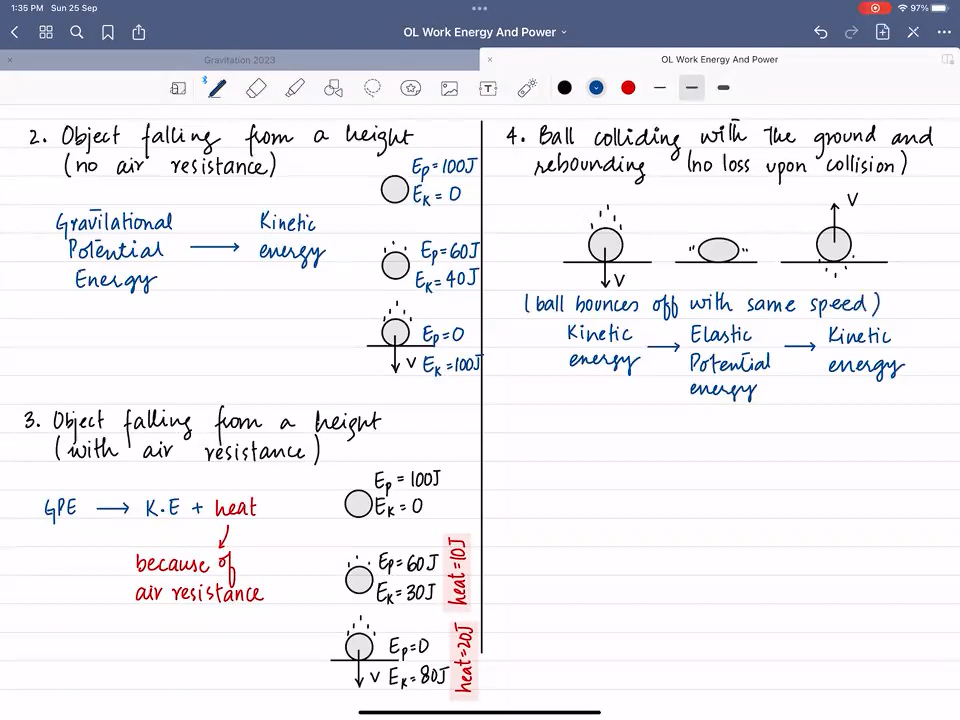 1:35 PM Sun 25 Sep
97%
OL Work Energy And Power
Gravitation 2023
OL Work Energy And Power
T
2. Object falling from a height
(no air resistance)
Ep=100J
EK=0
Gravitational
Potential
Energy
Kinetic
energy
Ep=60J
EK=40J
Ep=0
V EK=100J
3. Object falling from a height
(with air resistance)
GPE → K.E + heat
because of
air resistance
Ep=100J
EK=0
Ep=60J
EK=30J
heat=10J
Ep=0
V EK=80J
heat=20J
4. Ball colliding with the ground and
rebounding (no loss upon collision)
V
V
(ball bounces off with same speed)
Kinetic
energy
→
Elastic
Potential
energy
→
Kinetic
energy